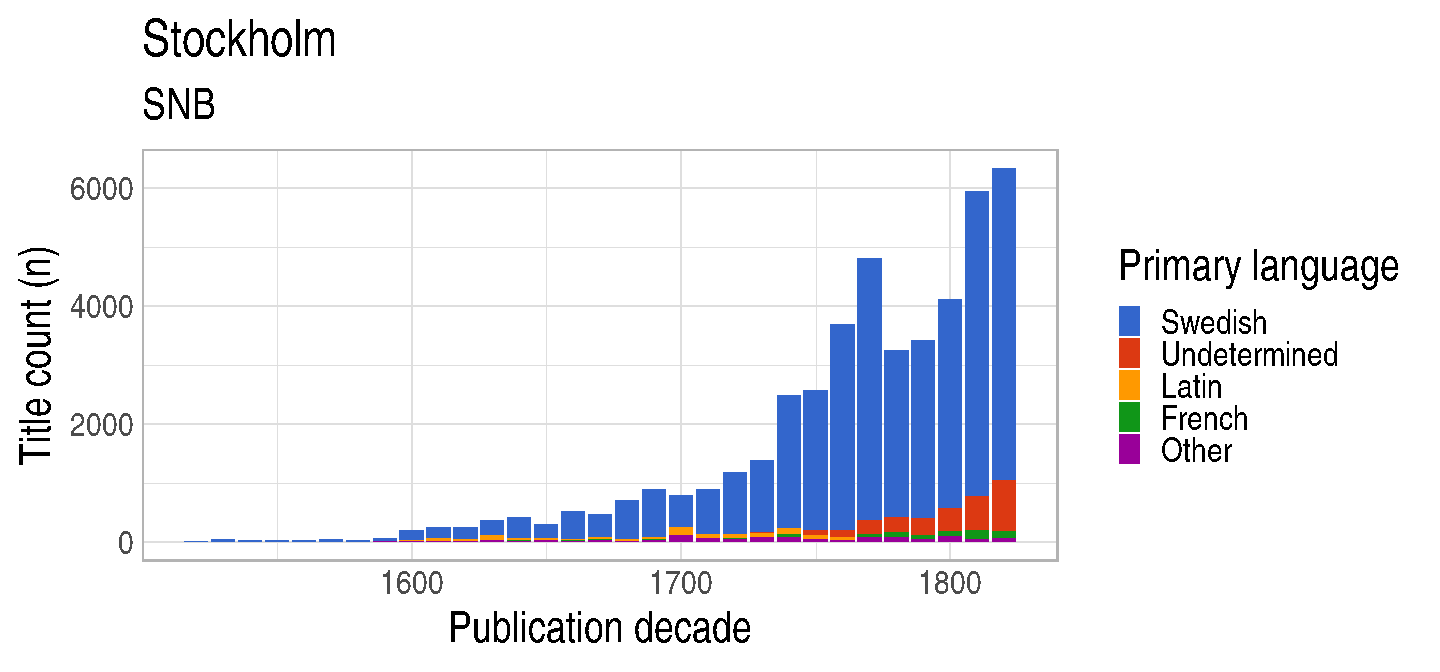 Stockholm
SNB
Title count (n)
6000
4000
2000
0
1600 1700 1800
Publication decade
Primary language
Swedish
Undetermined
Latin
French
Other